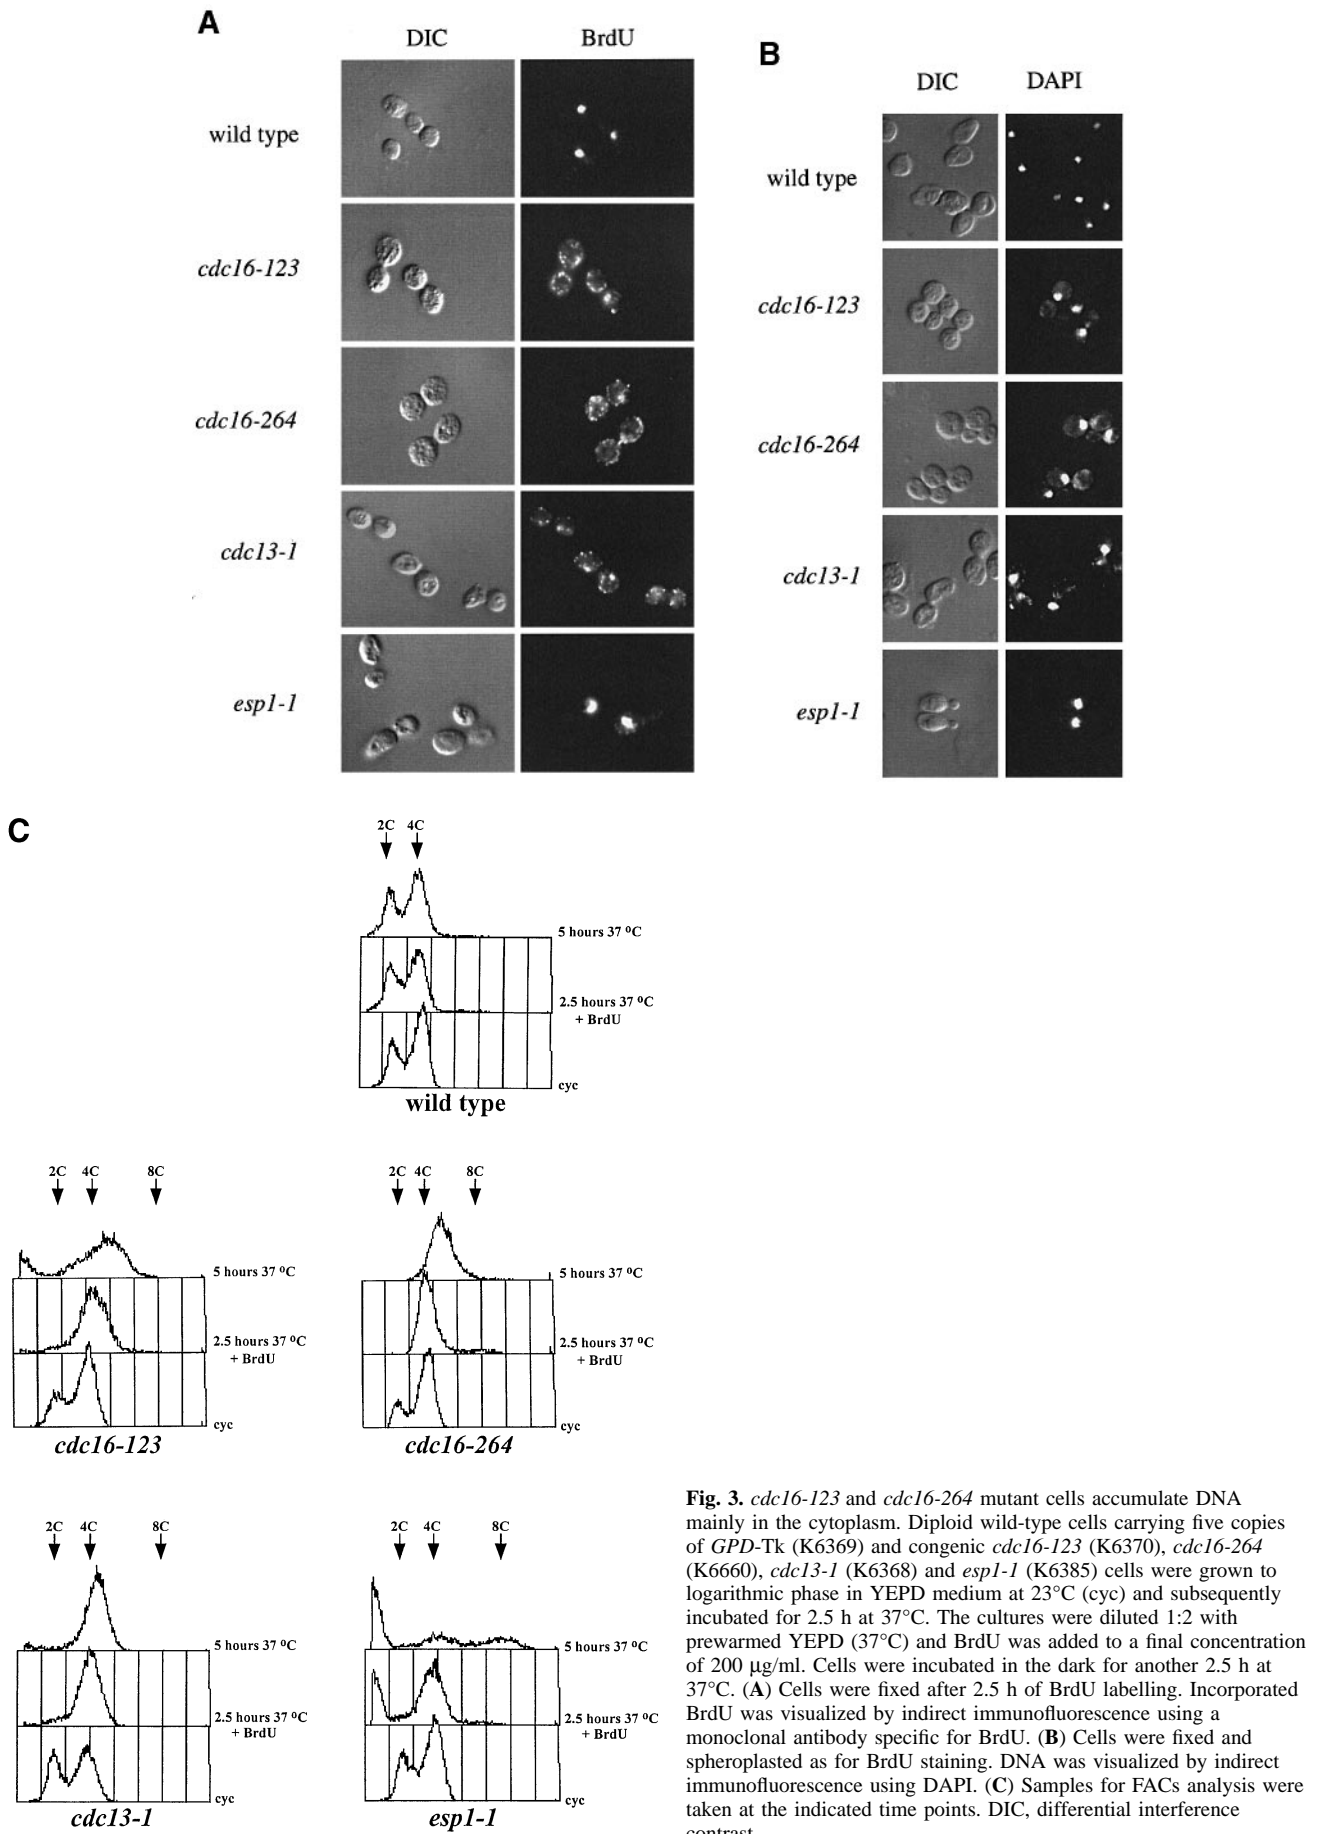 A
DIC BrdU
wild type
cdc16-123
cdc16-264
cdc13-1
esp1-1
B
DIC DAPI
wild type
cdc16-123
cdc16-264
cdc13-1
esp1-1
C
2C 4C
5 hours 37 ºC
2.5 hours 37 ºC
+ BrdU
cyc
wild type
2C 4C 8C
5 hours 37 ºC
2.5 hours 37 ºC
+ BrdU
cyc
cdc16-123
2C 4C 8C
5 hours 37 ºC
2.5 hours 37 ºC
+ BrdU
cyc
cdc16-264
2C 4C 8C
5 hours 37 ºC
2.5 hours 37 ºC
+ BrdU
cyc
cdc13-1
2C 4C 8C
5 hours 37 ºC
2.5 hours 37 ºC
+ BrdU
cyc
esp1-1
Fig. 3. cdc16-123 and cdc16-264 mutant cells accumulate DNA
mainly in the cytoplasm. Diploid wild-type cells carrying five copies
of GPD-Tk (K6369) and congenic cdc16-123 (K6370), cdc16-264
(K6660), cdc13-1 (K6368) and esp1-1 (K6385) cells were grown to
logarithmic phase in YEPD medium at 23°C (cyc) and subsequently
incubated for 2.5 h at 37°C. The cultures were diluted 1:2 with
prewarmed YEPD (37°C) and BrdU was added to a final concentration
of 200 μg/ml. Cells were incubated in the dark for another 2.5 h at
37°C. (A) Cells were fixed after 2.5 h of BrdU labelling. Incorporated
BrdU was visualized by indirect immunofluorescence using a
monoclonal antibody specific for BrdU. (B) Cells were fixed and
spheroplasted as for BrdU staining. DNA was visualized by indirect
immunofluorescence using DAPI. (C) Samples for FACs analysis were
taken at the indicated time points. DIC, differential interference
contrast.